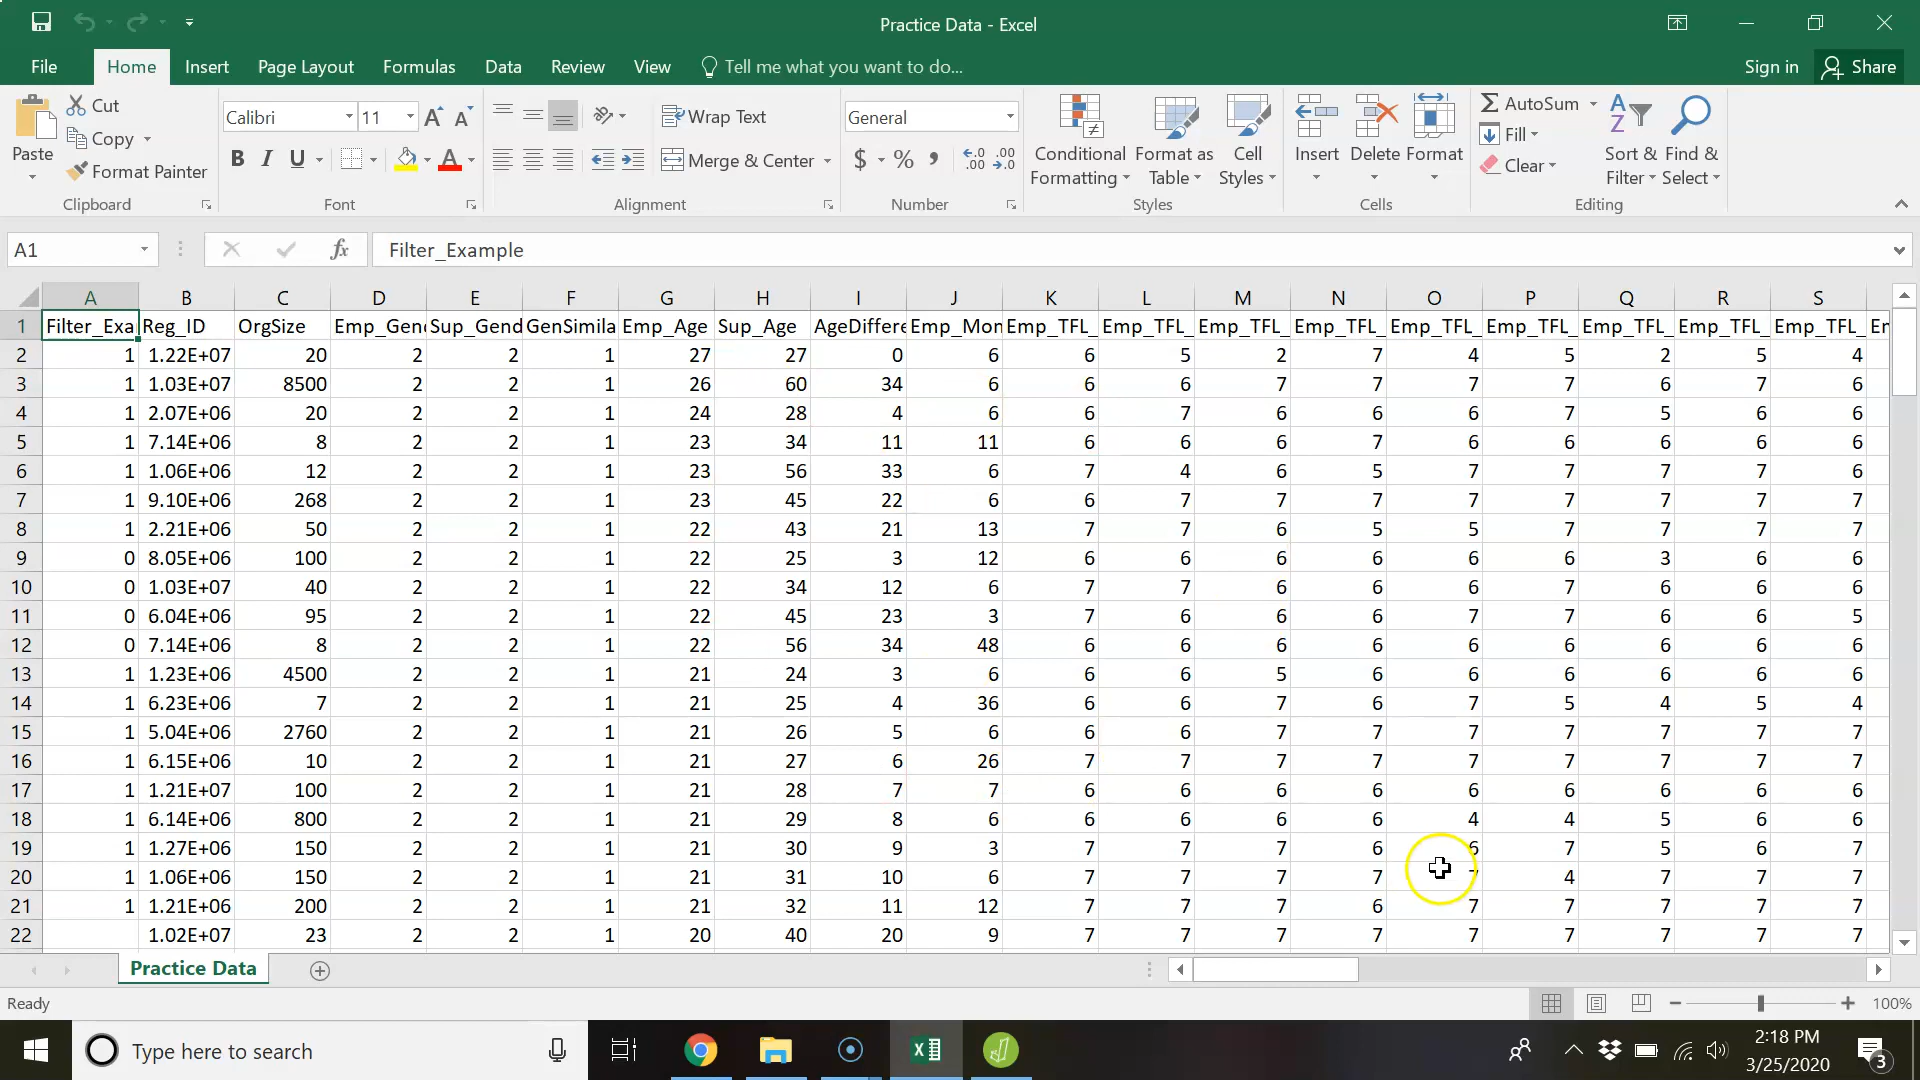 Practice Data - Excel
File Home Insert Page Layout Formulas Data Review View Tell me what you want to do... Sign in Share
Paste Cut Copy Format Painter Clipboard
Calibri 11 A A B I U A Font
Wrap Text Merge & Center Alignment
General $ % , .0 .00 .00 .0 Number
Conditional Formatting Format as Table Cell Styles Styles
Insert Delete Format Cells
AutoSum Fill Clear A Z Sort & Filter Find & Select Editing
A1 fx Filter_Example
A B C D E F G H I J K L M N O P Q R S
1 Filter_Exa Reg_ID OrgSize Emp_Gend Sup_Gend GenSimila Emp_Age Sup_Age AgeDiffere Emp_Mon Emp_TFL_ Emp_TFL_ Emp_TFL_ Emp_TFL_ Emp_TFL_ Emp_TFL_ Emp_TFL_ Emp_TFL_ Emp_TFL_ Em
2 1 1.22E+07 20 2 2 1 27 27 0 6 6 5 2 7 4 5 2 5 4
3 1 1.03E+07 8500 2 2 1 26 60 34 6 6 6 7 7 7 7 6 7 6
4 1 2.07E+06 20 2 2 1 24 28 4 6 6 7 6 6 6 7 5 6 6
5 1 7.14E+06 8 2 2 1 23 34 11 11 6 6 6 7 6 6 6 6 6
6 1 1.06E+06 12 2 2 1 23 56 33 6 7 4 6 5 7 7 7 7 6
7 1 9.10E+06 268 2 2 1 23 45 22 6 6 7 7 7 7 7 7 7 7
8 1 2.21E+06 50 2 2 1 22 43 21 13 7 7 6 5 5 7 7 7 7
9 0 8.05E+06 100 2 2 1 22 25 3 12 6 6 6 6 6 6 3 6 6
10 0 1.03E+07 40 2 2 1 22 34 12 6 7 7 6 6 6 7 6 6 6
11 0 6.04E+06 95 2 2 1 22 45 23 3 7 6 6 6 7 7 6 6 5
12 0 7.14E+06 8 2 2 1 22 56 34 48 6 6 6 6 6 6 6 6 6
13 1 1.23E+06 4500 2 2 1 21 24 3 6 6 6 5 6 6 6 6 6 6
14 1 6.23E+06 7 2 2 1 21 25 4 36 6 6 7 6 7 5 4 5 4
15 1 5.04E+06 2760 2 2 1 21 26 5 6 6 6 7 7 7 7 7 7 7
16 1 6.15E+06 10 2 2 1 21 27 6 26 7 7 7 7 7 7 7 7 7
17 1 1.21E+07 100 2 2 1 21 28 7 7 6 6 6 6 6 6 6 6 6
18 1 6.14E+06 800 2 2 1 21 29 8 6 6 6 6 6 4 4 5 6 6
19 1 1.27E+06 150 2 2 1 21 30 9 3 7 7 7 6 6 7 5 6 7
20 1 1.06E+06 150 2 2 1 21 31 10 6 7 7 7 7 7 4 7 7 7
21 1 1.21E+06 200 2 2 1 21 32 11 12 7 7 7 6 7 7 7 7 7
22 1.02E+07 23 2 2 1 20 40 20 9 7 7 7 7 7 7 7 7 7
Practice Data
Ready 100%
Type here to search
2:18 PM
3/25/2020
3